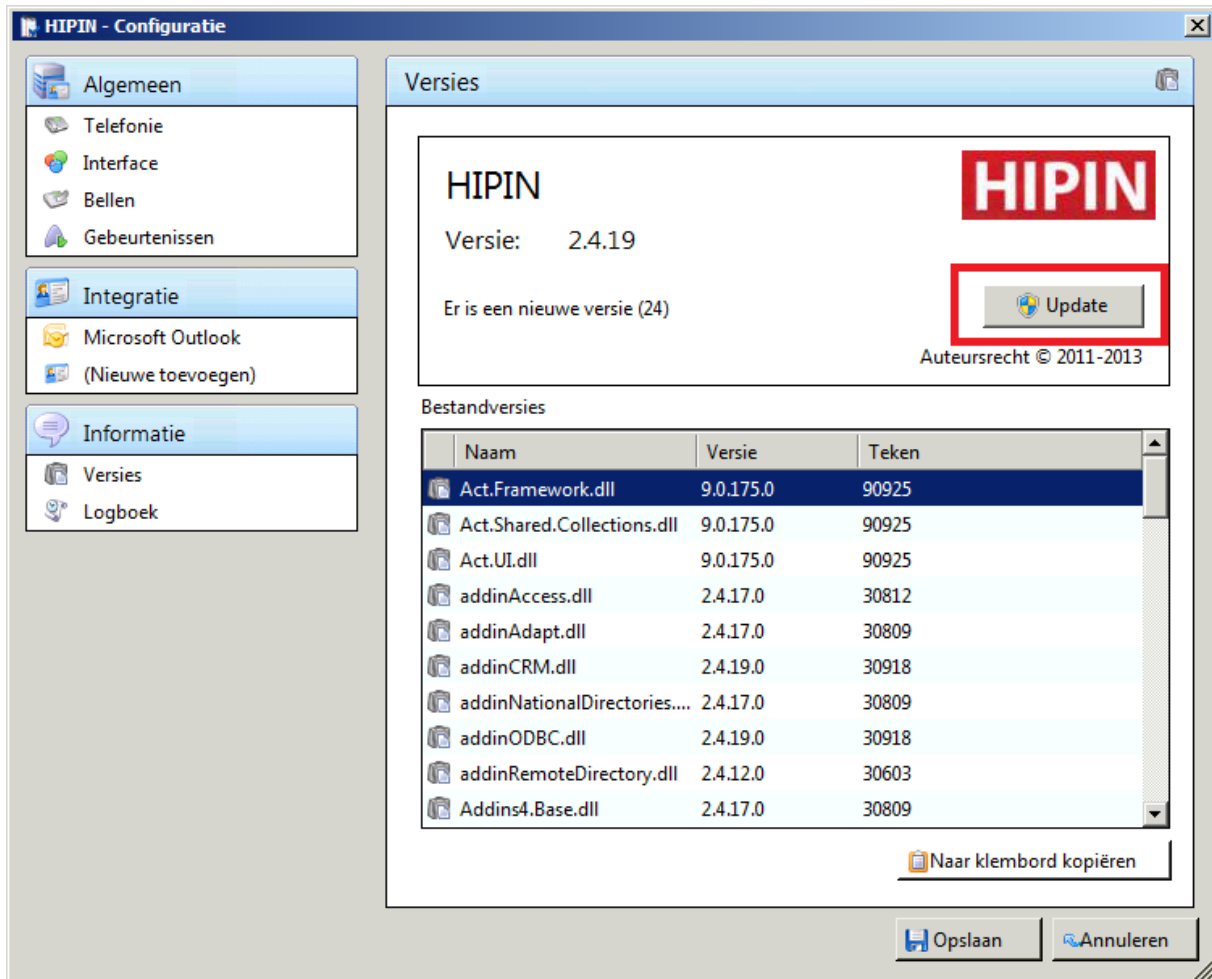 HIPIN - Configuratie
Algemeen
Telefonie
Interface
Bellen
Gebeurtenissen
Integratie
Microsoft Outlook
(Nieuwe toevoegen)
Informatie
Versies
Logboek
Versies
HIPIN
HIPIN
Versie: 2.4.19
Er is een nieuwe versie (24)
Update
Auteursrecht © 2011-2013
Bestandversies
Naam Versie Teken
Act.Framework.dll 9.0.175.0 90925
Act.Shared.Collections.dll 9.0.175.0 90925
Act.UI.dll 9.0.175.0 90925
addinAccess.dll 2.4.17.0 30812
addinAdapt.dll 2.4.17.0 30809
addinCRM.dll 2.4.19.0 30918
addinNationalDirectories.... 2.4.17.0 30809
addinODBC.dll 2.4.19.0 30918
addinRemoteDirectory.dll 2.4.12.0 30603
Addins4.Base.dll 2.4.17.0 30809
Naar klembord kopiëren
Opslaan
Annuleren